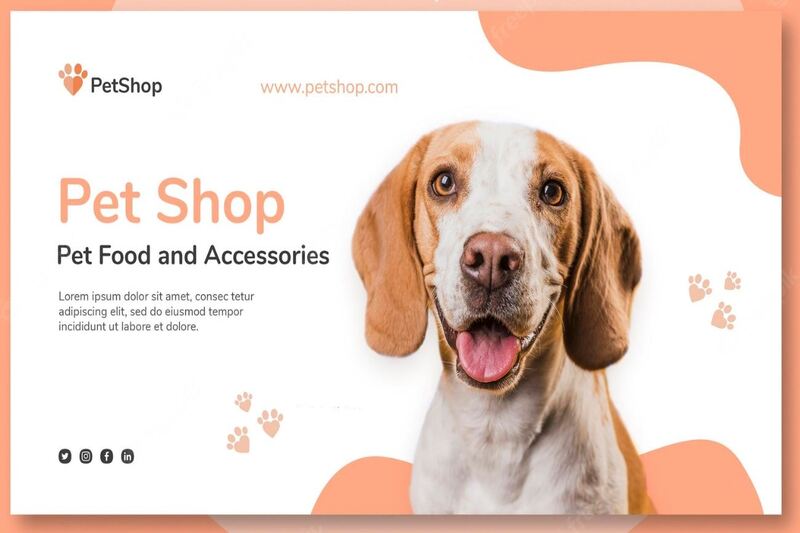 PetShop
www.petshop.com
Pet Shop
Pet Food and Accessories
Lorem ipsum dolor sit amet, consec tetur
adipiscing elit, sed do eiusmod tempor
incididunt ut labore et dolore.